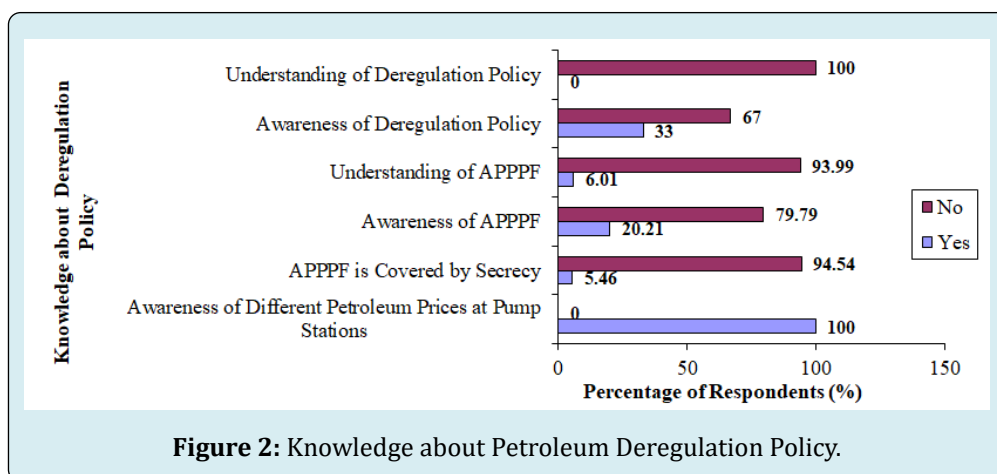 Knowledge about Deregulation
Policy
Understanding of Deregulation Policy
100
0
Awareness of Deregulation Policy
67
33
Understanding of APPPF
93.99
6.01
Awareness of APPPF
79.79
20.21
APPPF is Covered by Secrecy
94.54
5.46
Awareness of Different Petroleum Prices at Pump
Stations
0
100
No
Yes
0 50 100 150
Percentage of Respondents (%)
Figure 2: Knowledge about Petroleum Deregulation Policy.